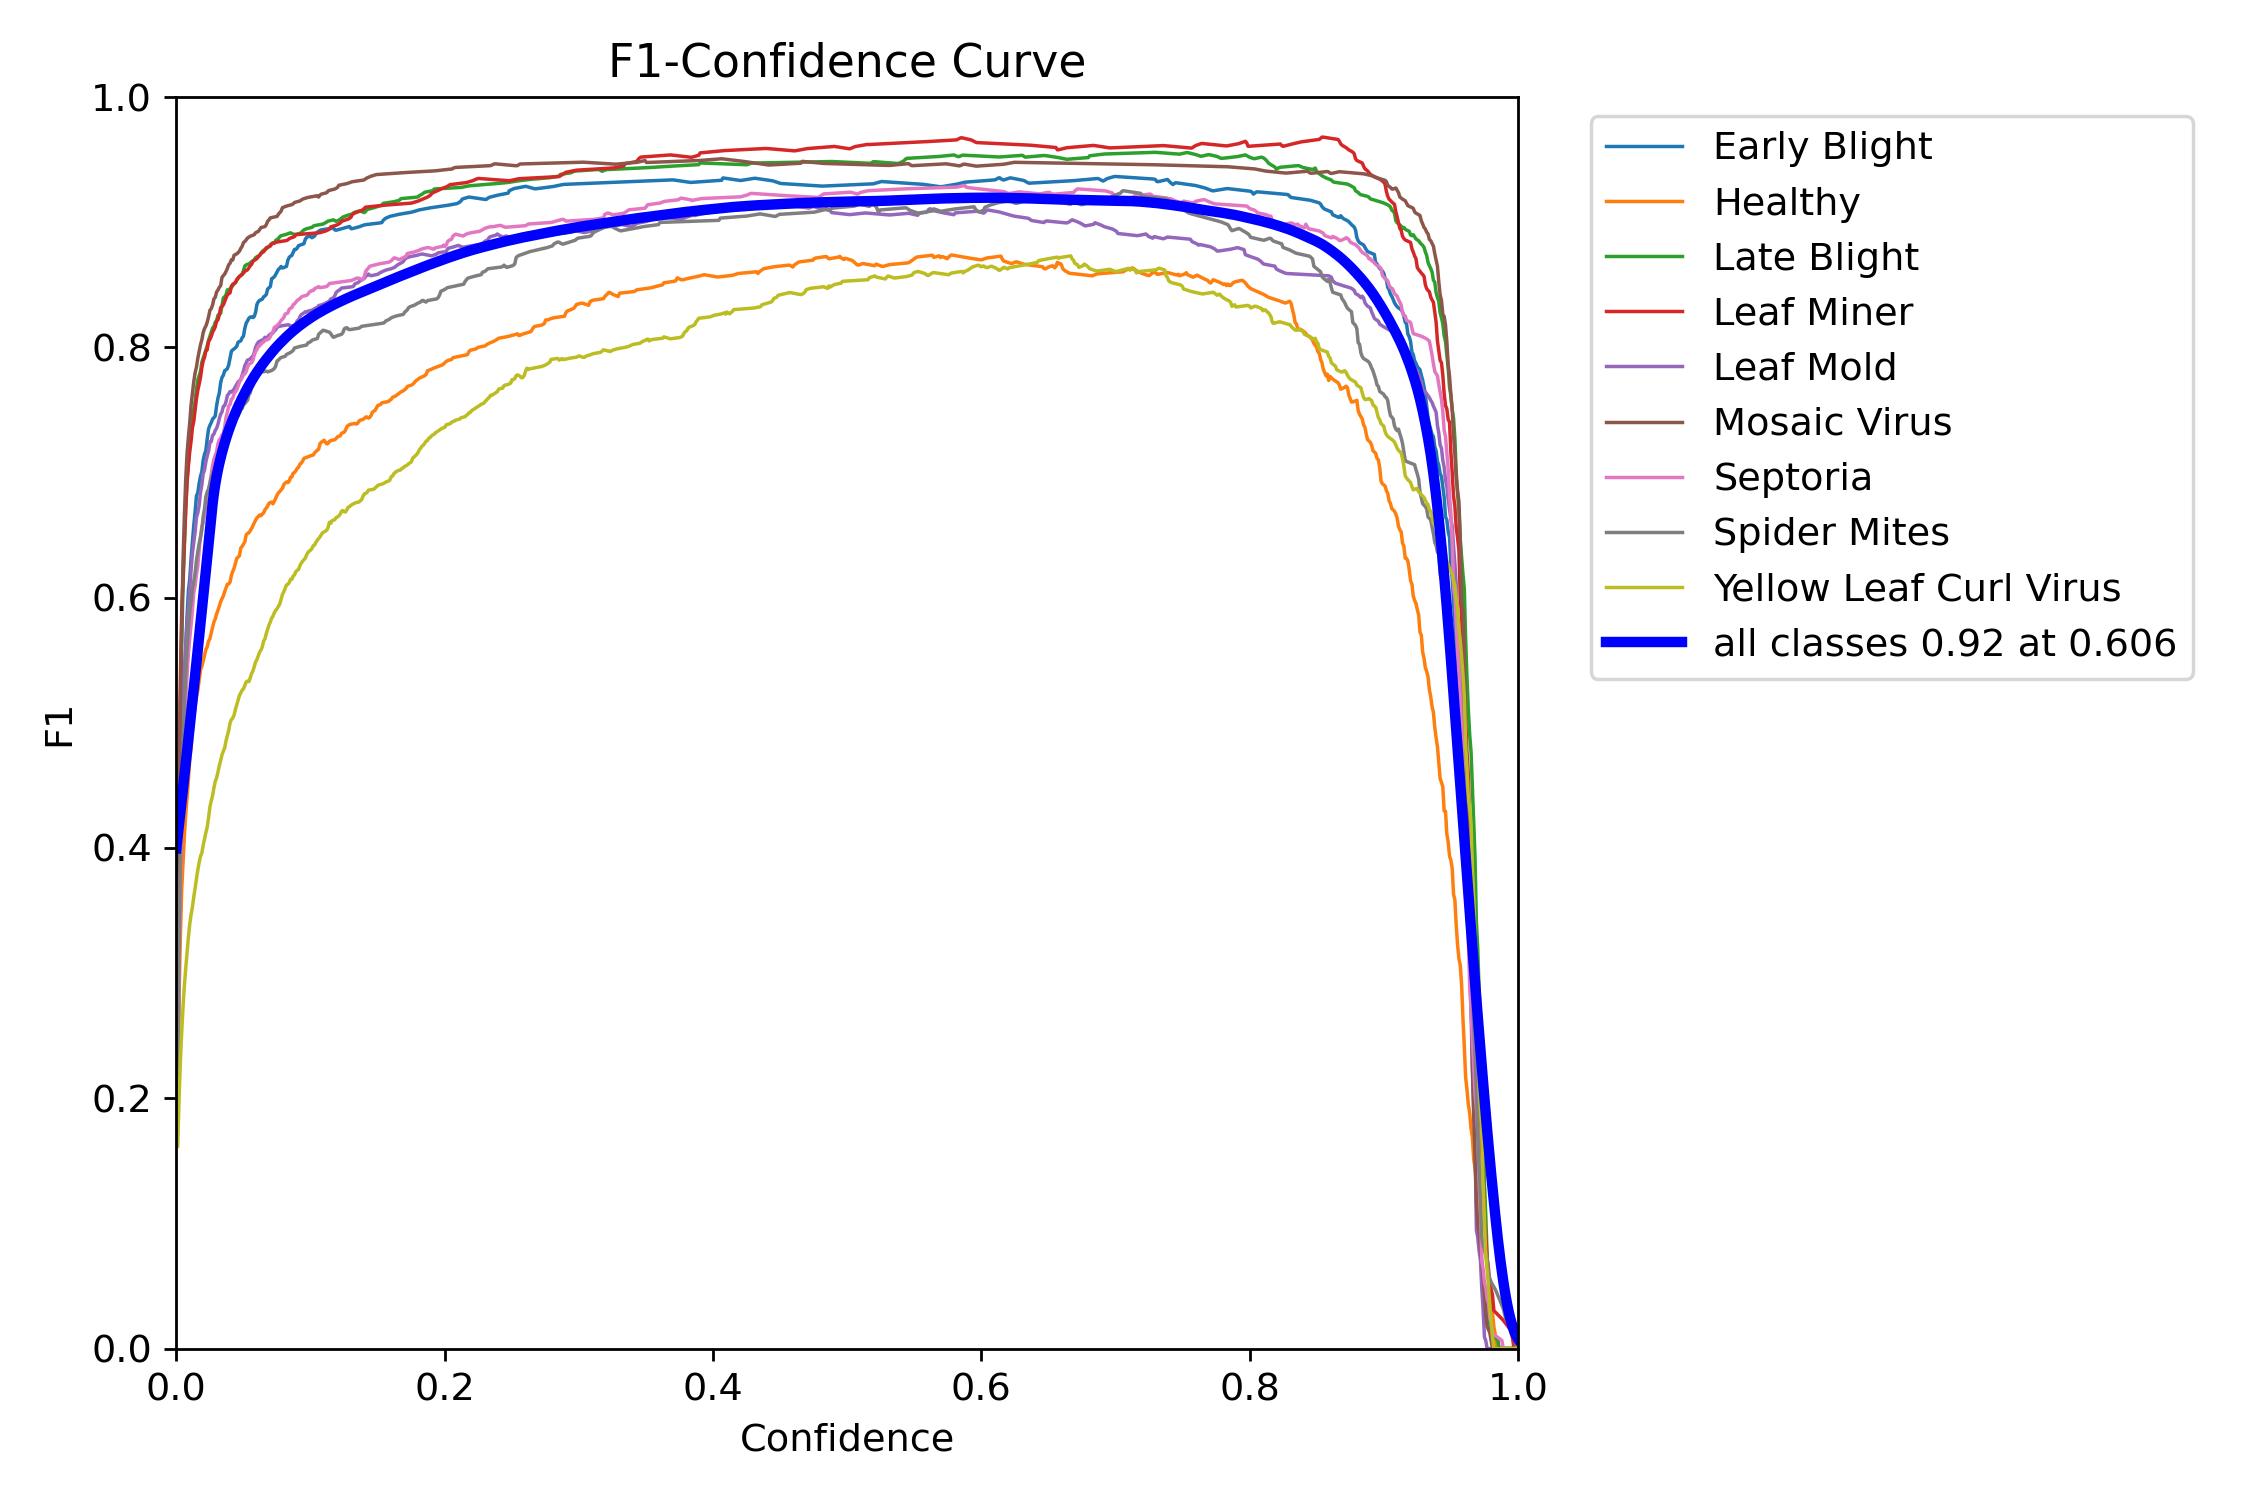 F1-Confidence Curve
1.0
0.8
0.6
0.4
0.2
0.0
F1
0.0 0.2 0.4 0.6 0.8 1.0
Confidence
Early Blight
Healthy
Late Blight
Leaf Miner
Leaf Mold
Mosaic Virus
Septoria
Spider Mites
Yellow Leaf Curl Virus
all classes 0.92 at 0.606